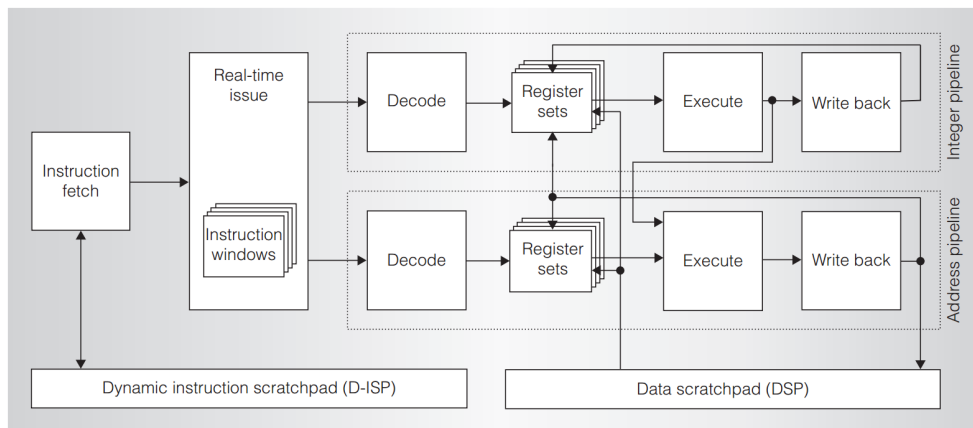 Real-time
issue
Instruction
windows
Instruction
fetch
Decode
Register
sets
Execute
Write back
Integer pipeline
Decode
Register
sets
Execute
Write back
Address pipeline
Dynamic instruction scratchpad (D-ISP)
Data scratchpad (DSP)